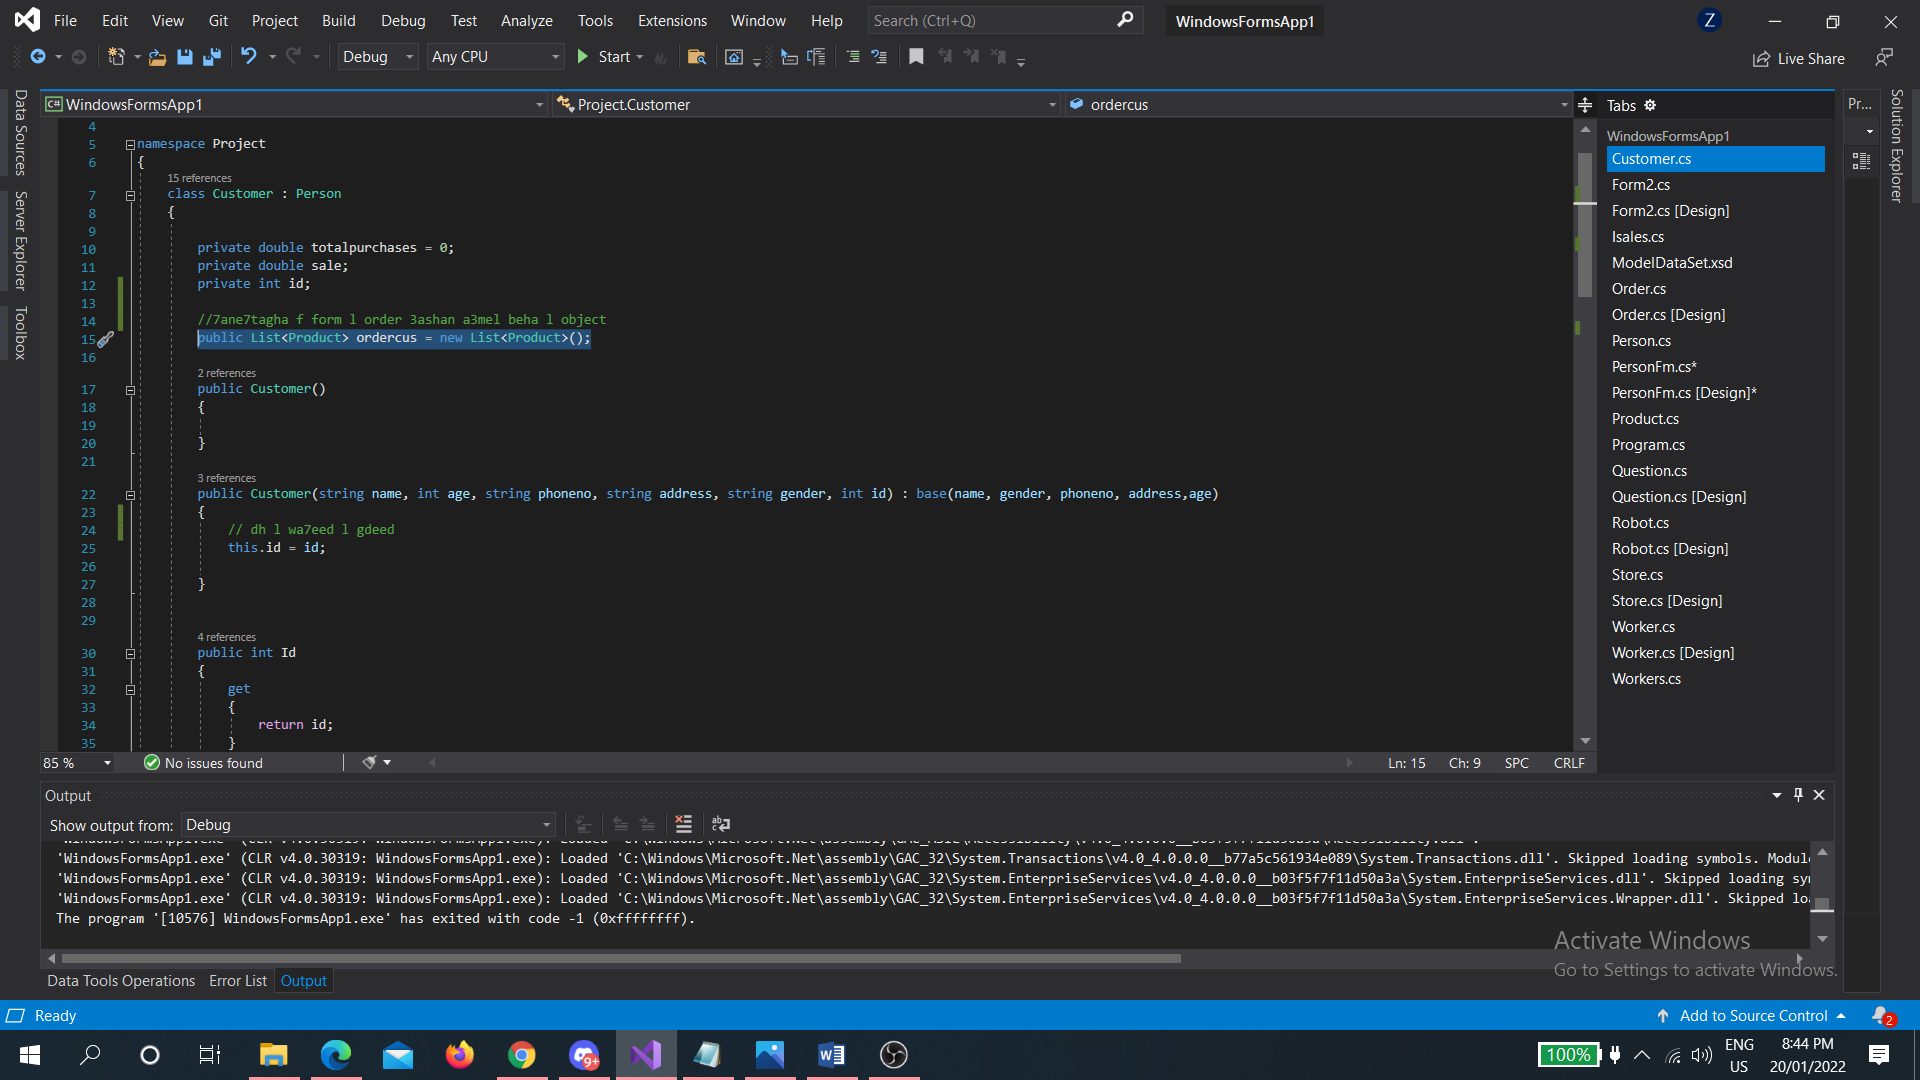 File Edit View Git Project Build Debug Test Analyze Tools Extensions Window Help Search (Ctrl+Q) WindowsFormsApp1 Z
Debug Any CPU Start Live Share
Data Sources
Server Explorer
Toolbox
C# WindowsFormsApp1 Project.Customer ordercus
4
5 namespace Project
6 {
15 references
7 class Customer : Person
8 {
9
10 private double totalpurchases = 0;
11 private double sale;
12 private int id;
13
14 //7ane7tagha f form l order 3ashan a3mel beha l object
15 public List<Product> ordercus = new List<Product>();
16
2 references
17 public Customer()
18 {
19
20 }
21
3 references
22 public Customer(string name, int age, string phoneno, string address, string gender, int id) : base(name, gender, phoneno, address,age)
23 {
24 // dh l wa7eed l gdeed
25 this.id = id;
26
27 }
28
29
4 references
30 public int Id
31 {
32 get
33 {
34 return id;
35 }
85 % No issues found Ln: 15 Ch: 9 SPC CRLF
Tabs
WindowsFormsApp1
Customer.cs
Form2.cs
Form2.cs [Design]
Isales.cs
ModelDataSet.xsd
Order.cs
Order.cs [Design]
Person.cs
PersonFm.cs*
PersonFm.cs [Design]*
Product.cs
Program.cs
Question.cs
Question.cs [Design]
Robot.cs
Robot.cs [Design]
Store.cs
Store.cs [Design]
Worker.cs
Worker.cs [Design]
Workers.cs
Pr...
Solution Explorer
Output
Show output from: Debug
'WindowsFormsApp1.exe' (CLR v4.0.30319: WindowsFormsApp1.exe): Loaded 'C:\Windows\Microsoft.Net\assembly\GAC_32\System.Transactions\v4.0_4.0.0.0__b77a5c561934e089\System.Transactions.dll'. Skipped loading symbols. Module
'WindowsFormsApp1.exe' (CLR v4.0.30319: WindowsFormsApp1.exe): Loaded 'C:\Windows\Microsoft.Net\assembly\GAC_32\System.EnterpriseServices\v4.0_4.0.0.0__b03f5f7f11d50a3a\System.EnterpriseServices.dll'. Skipped loading
'WindowsFormsApp1.exe' (CLR v4.0.30319: WindowsFormsApp1.exe): Loaded 'C:\Windows\Microsoft.Net\assembly\GAC_32\System.EnterpriseServices\v4.0_4.0.0.0__b03f5f7f11d50a3a\System.EnterpriseServices.Wrapper.dll'. Skipped
The program '[10576] WindowsFormsApp1.exe' has exited with code -1 (0xffffffff).
Activate Windows
Go to Settings to activate Windows.
Data Tools Operations Error List Output
Ready Add to Source Control 2
9+ 100% ENG US 8:44 PM 20/01/2022